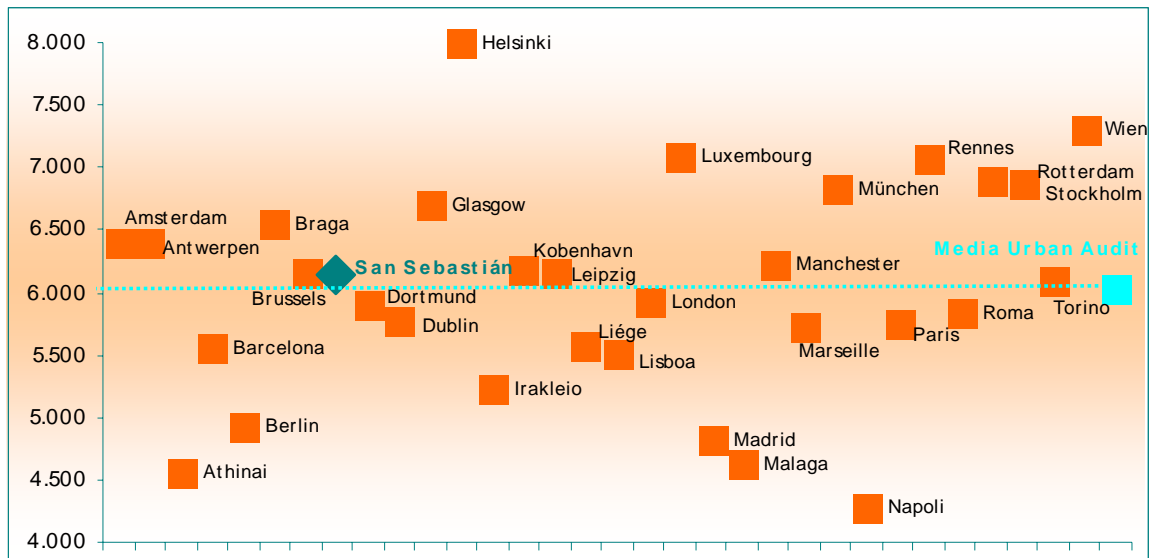 8.000
7.500
7.000
6.500
6.000
5.500
5.000
4.500
4.000
Helsinki
Wien
Rennes
Luxembourg
Rotterdam
München
Stockholm
Glasgow
Amsterdam
Braga
Antwerpen
Kobenhavn
Media Urban Audit
San Sebastián
Manchester
Leipzig
Brussels
Dortmund
London
Torino
Roma
Dublin
Liége
Paris
Marseille
Barcelona
Lisboa
Irakleio
Berlin
Madrid
Malaga
Athinai
Napoli